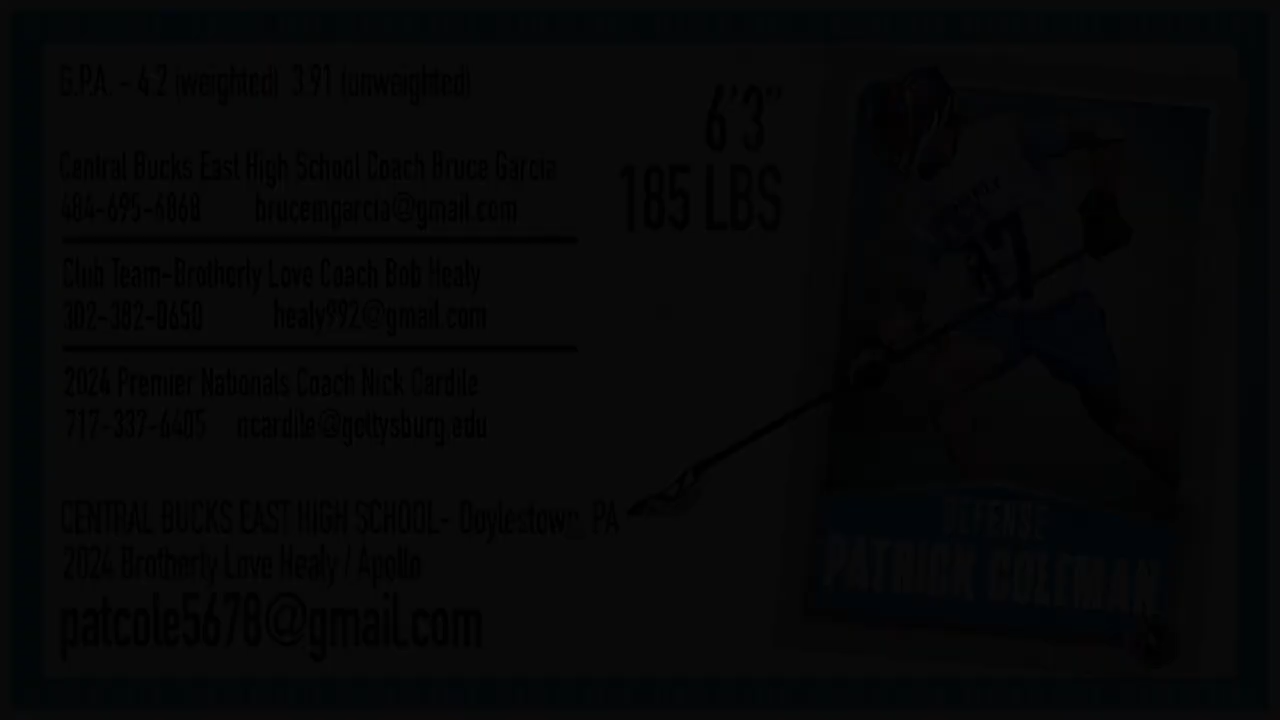 G.P.A. - 4.2 (weighted) 3.91 (unweighted)
6'3"
185 LBS
Central Bucks East High School Coach Bruce Garcia
484-695-6868 brucemgarcia@gmail.com
Club Team-Brotherly Love Coach Bob Healy
302-382-0650 healy992@gmail.com
2024 Premier Nationals Coach Nick Cardile
717-337-6405 ncardile@gettysburg.edu
CENTRAL BUCKS EAST HIGH SCHOOL- Doylestown, PA
2024 Brotherly Love Healy / Apollo
patcole5678@gmail.com
37
DEFENSE
PATRICK COLEMAN